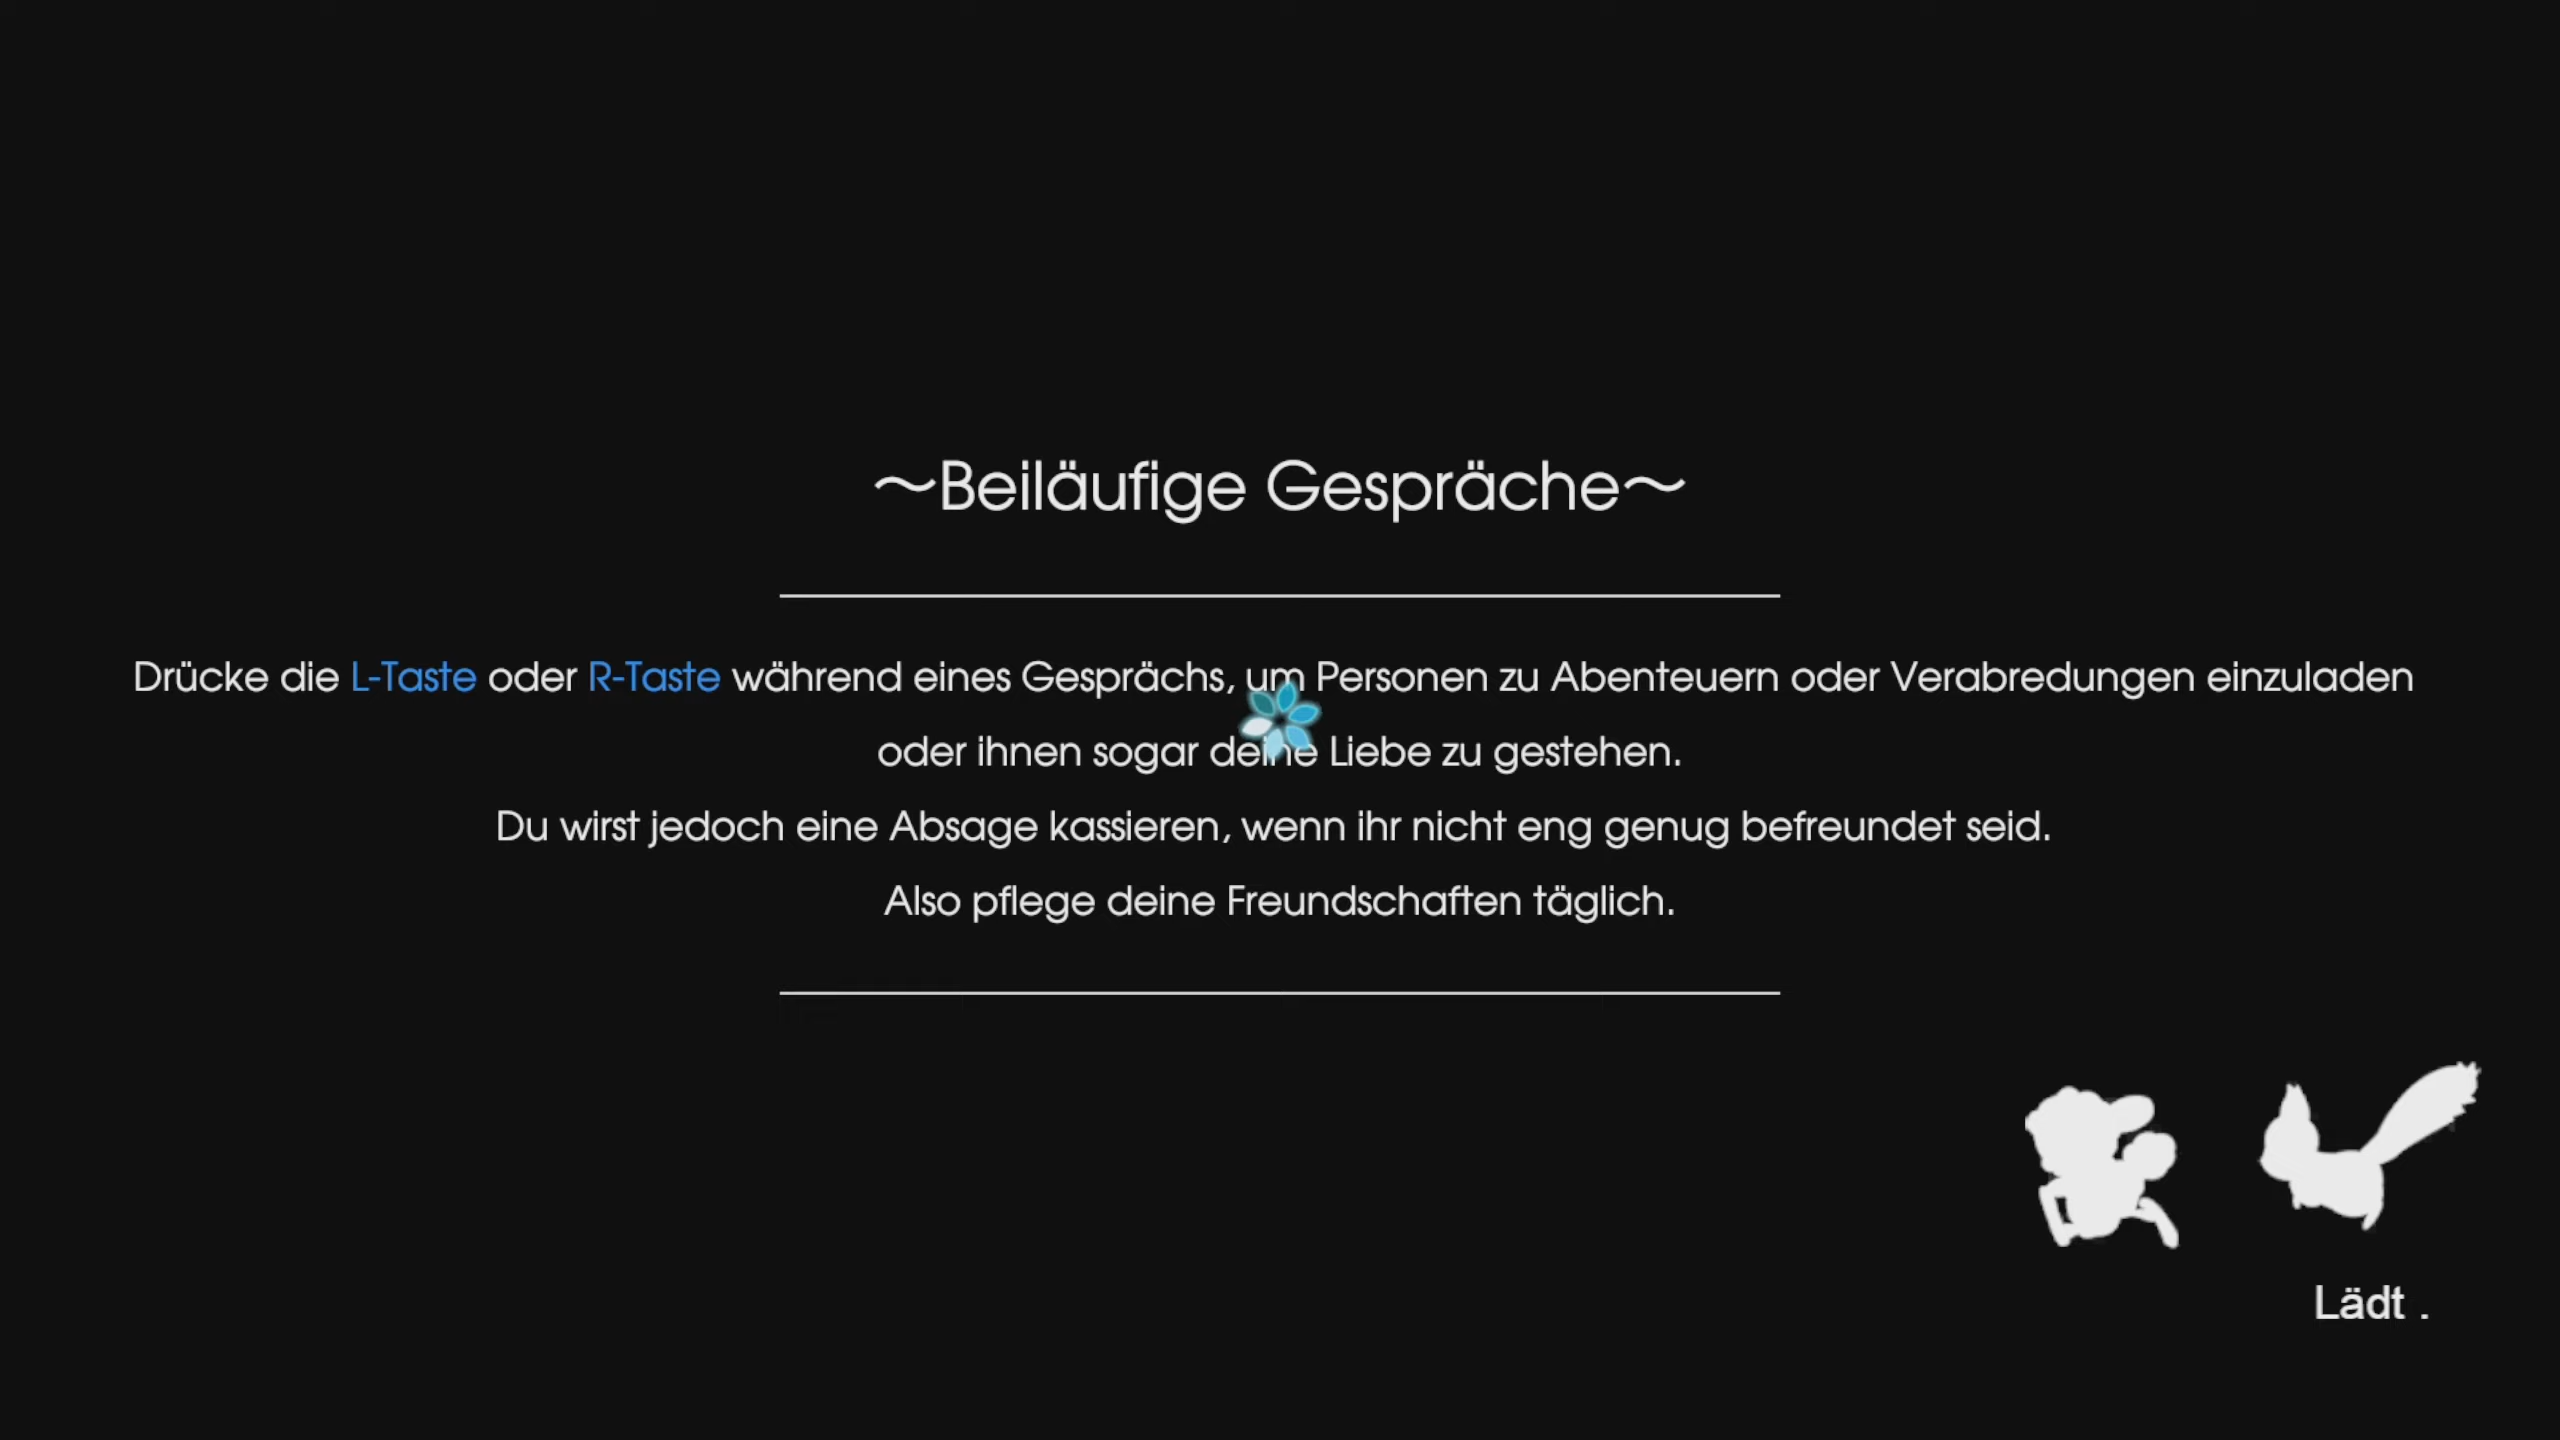 ～Beiläufige Gespräche～
Drücke die L-Taste oder R-Taste während eines Gesprächs, um Personen zu Abenteuern oder Verabredungen einzuladen
oder ihnen sogar deine Liebe zu gestehen.
Du wirst jedoch eine Absage kassieren, wenn ihr nicht eng genug befreundet seid.
Also pflege deine Freundschaften täglich.
Lädt .